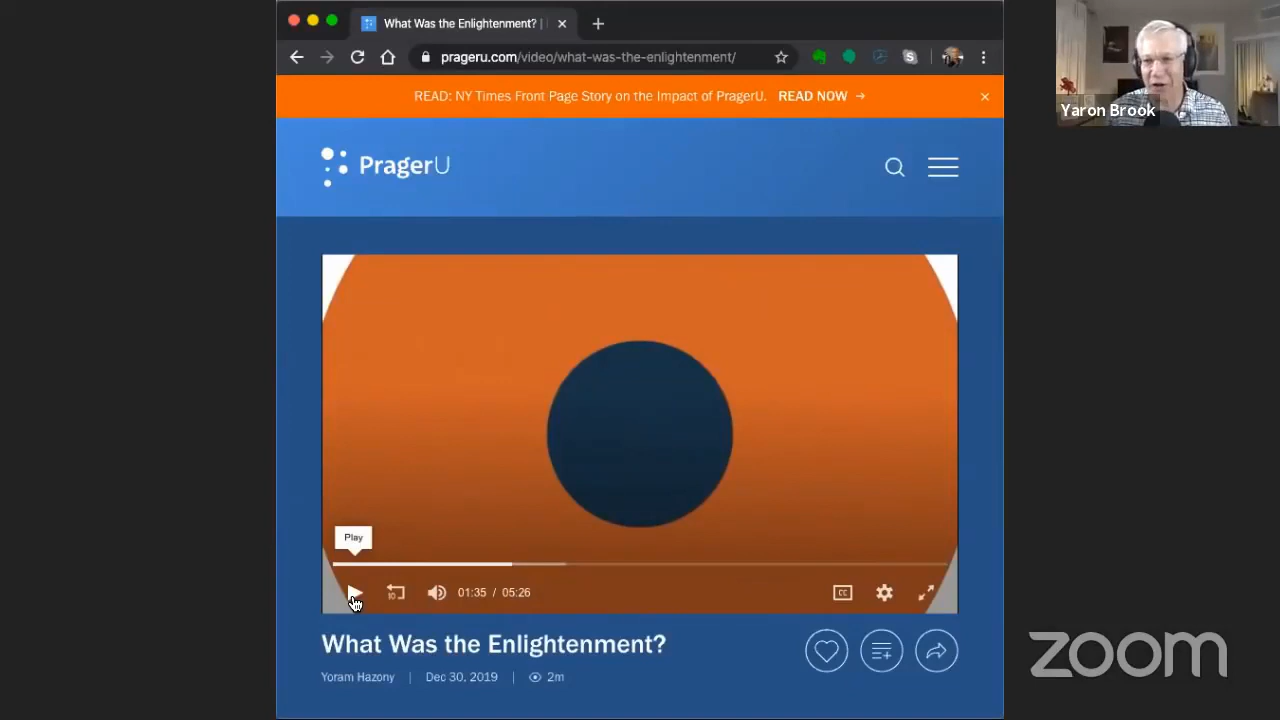 What Was the Enlightenment? |
prageru.com/video/what-was-the-enlightenment/
READ: NY Times Front Page Story on the Impact of PragerU. READ NOW →
Yaron Brook
PragerU
Play
10
01:35 / 05:26
CC
What Was the Enlightenment?
Yoram Hazony | Dec 30, 2019 | 2m
zoom